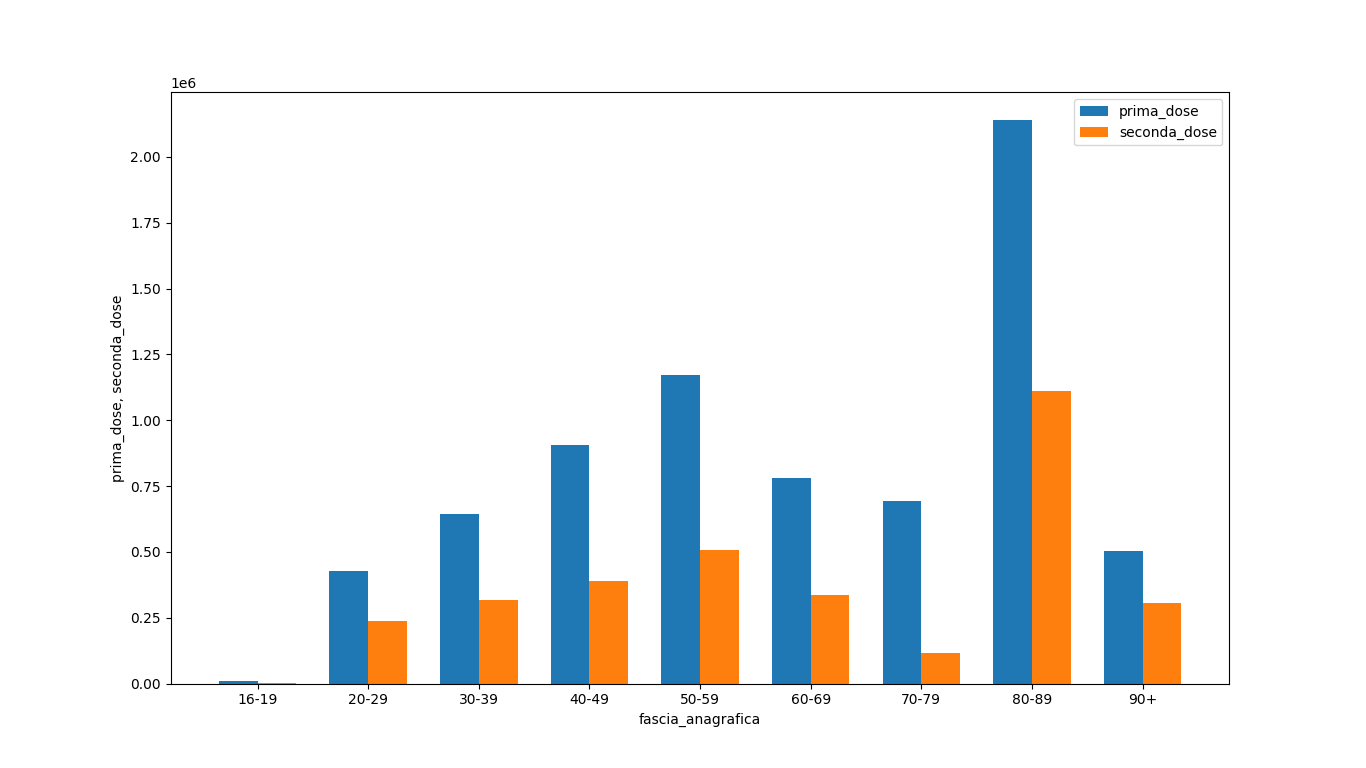 1e6
prima_dose
seconda_dose
2.00
1.75
1.50
1.25
1.00
0.75
0.50
0.25
0.00
prima_dose, seconda_dose
16-19 20-29 30-39 40-49 50-59 60-69 70-79 80-89 90+
fascia_anagrafica